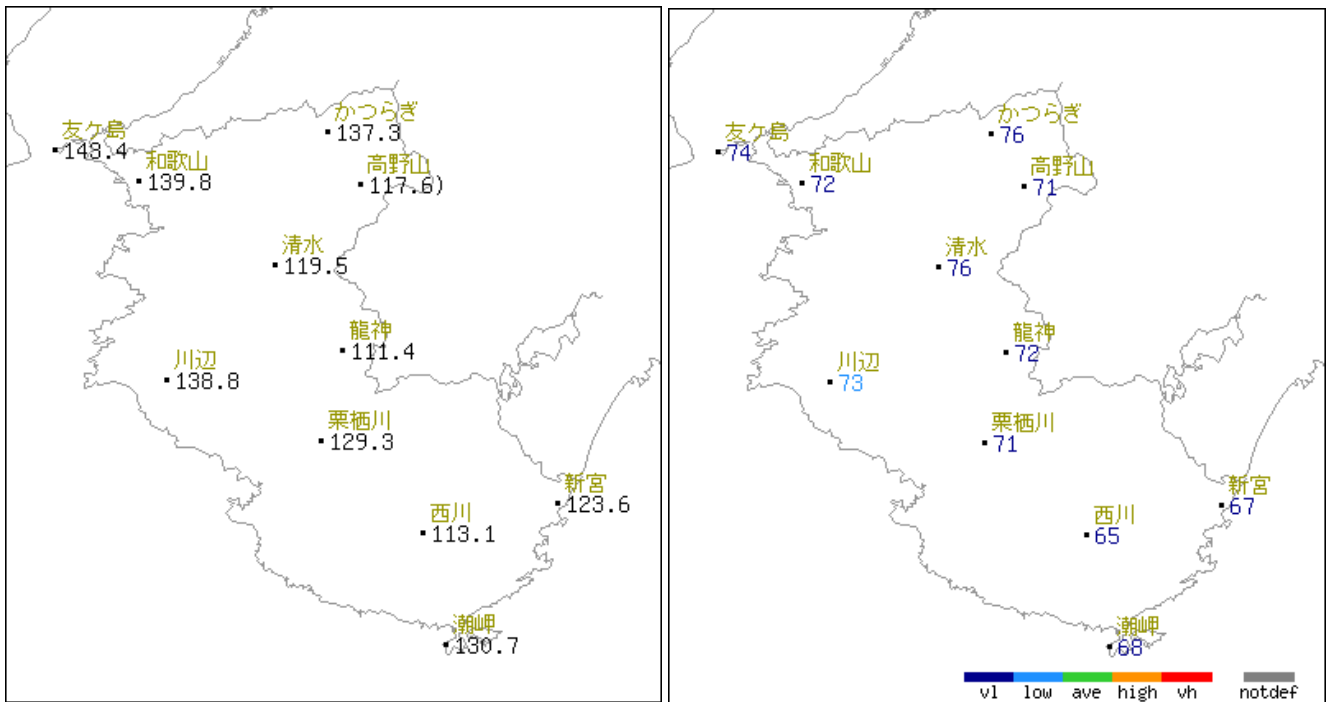 かつらぎ
137.3
友ケ島
143.4
和歌山
139.8
高野山
117.6)
清水
119.5
龍神
111.4
川辺
138.8
栗栖川
129.3
新宮
123.6
西川
113.1
潮岬
130.7
かつらぎ
76
友ケ島
74
和歌山
72
高野山
71
清水
76
龍神
72
川辺
73
栗栖川
71
新宮
67
西川
65
潮岬
68
vl low ave high vh notdef